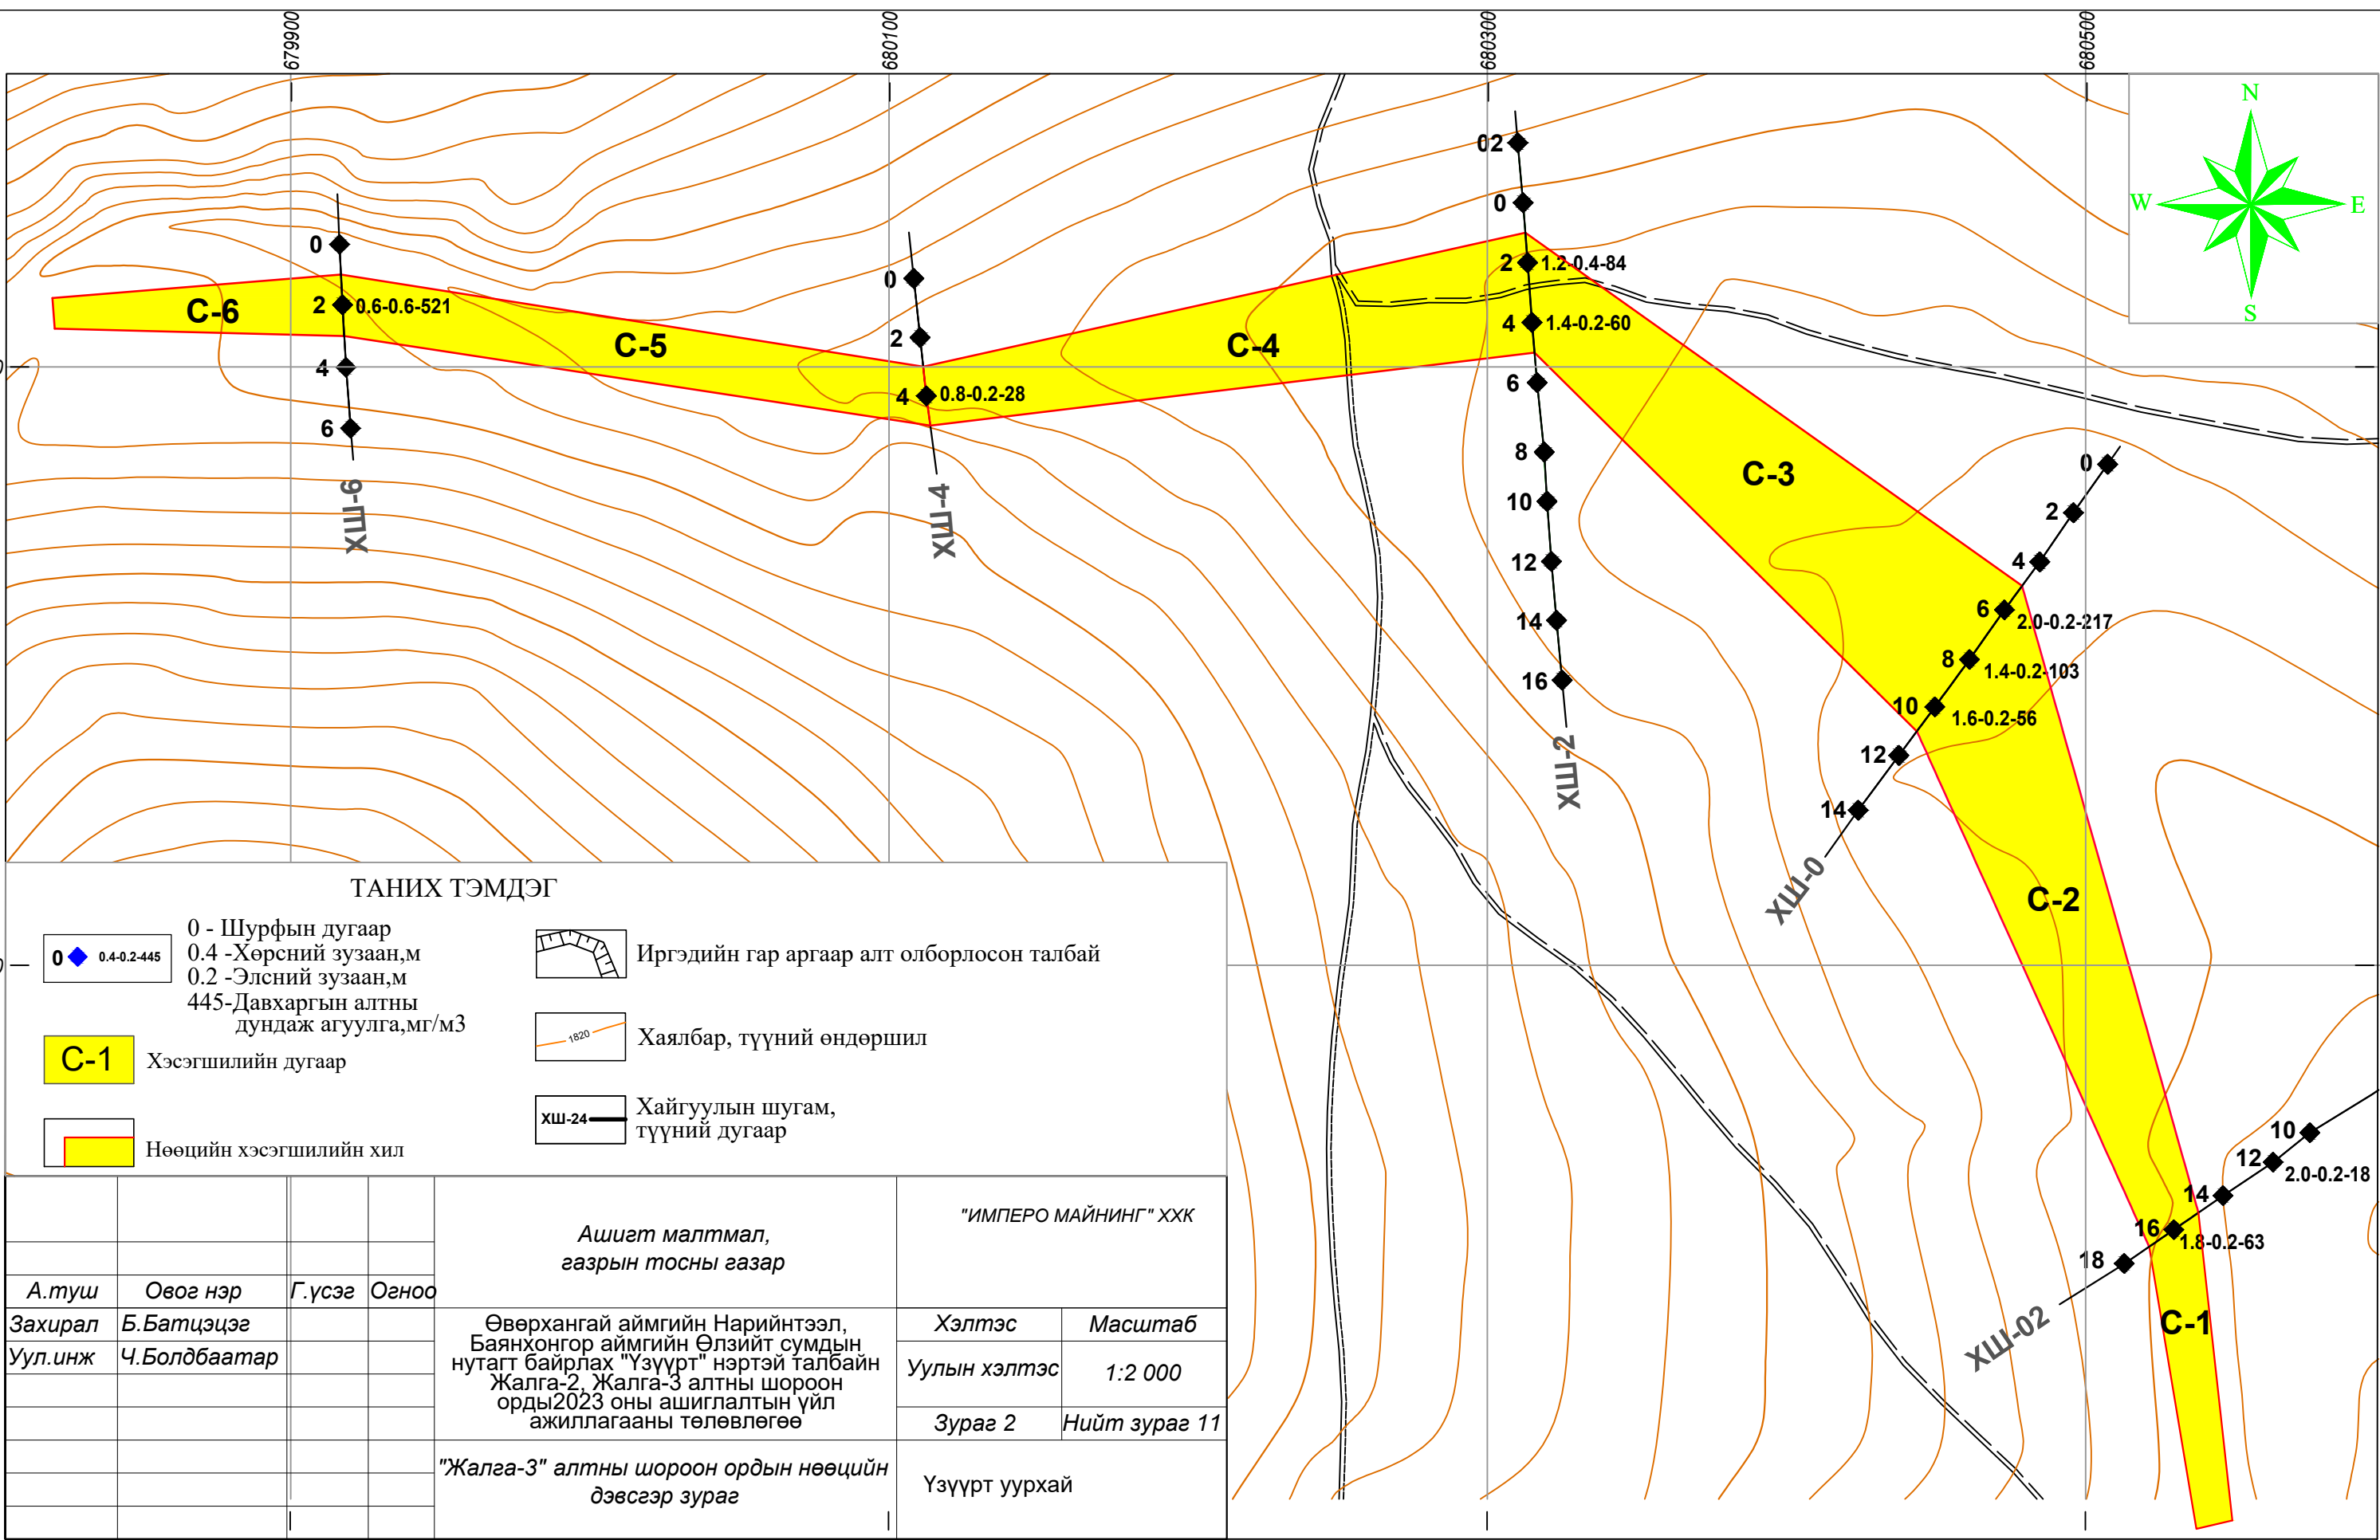 679900
680100
680300
680500
N
W
E
S
02
0
2
1.2-0.4-84
4
1.4-0.2-60
6
8
10
12
14
16
ХШ-2
0
2
0.6-0.6-521
4
6
ХШ-6
0
2
4
0.8-0.2-28
ХШ-4
C-6
C-5
C-4
C-3
0
2
4
6
2.0-0.2-217
8
1.4-0.2-103
10
1.6-0.2-56
12
14
ХШ-0
C-2
10
12
2.0-0.2-18
14
16
1.8-0.2-63
18
ХШ-02
C-1
ТАНИХ ТЭМДЭГ
0 0.4-0.2-445
0 - Шурфын дугаар
0.4 -Хөрсний зузаан,м
0.2 -Элсний зузаан,м
445-Давхаргын алтны
дундаж агуулга,мг/м3
C-1 Хэсэгшилийн дугаар
Нөөцийн хэсэгшилийн хил
Иргэдийн гар аргаар алт олборлосон талбай
1820 Хаялбар, түүний өндөршил
ХШ-24 Хайгуулын шугам,
түүний дугаар
А.туш Овог нэр Г.үсэг Огноо
Захирал Б.Батцэцэг
Уул.инж Ч.Болдбаатар
Ашигт малтмал,
газрын тосны газар
"ИМПЕРО МАЙНИНГ" ХХК
Өвөрхангай аймгийн Нарийнтээл,
Баянхонгор аймгийн Өлзийт сумдын
нутагт байрлах "Үзүүрт" нэртэй талбайн
Жалга-2, Жалга-3 алтны шороон
орды2023 оны ашиглалтын үйл
ажиллагааны төлөвлөгөө
Хэлтэс Масштаб
Уулын хэлтэс 1:2 000
Зураг 2 Нийт зураг 11
"Жалга-3" алтны шороон ордын нөөцийн
дэвсгэр зураг
Үзүүрт уурхай